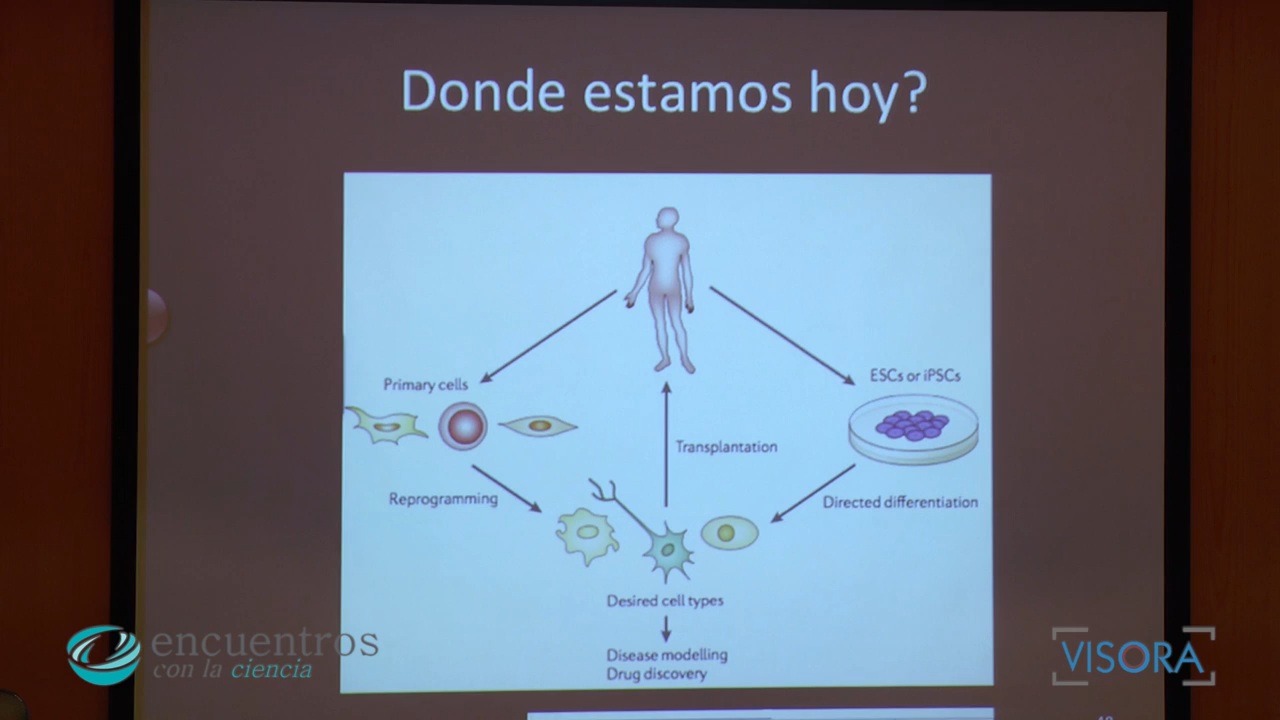 Donde estamos hoy?
Primary cells
ESCs or iPSCs
Transplantation
Reprogramming
Directed differentiation
Desired cell types
Disease modelling
Drug discovery
encuentros
con la ciencia
VISORA